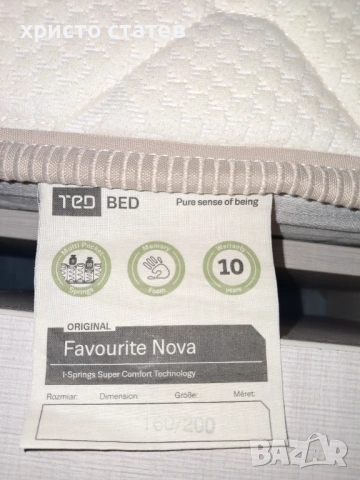 христо статев
TED BED
Pure sense of being
Multi Pocket Springs
Memory Foam
Warranty 10 years
ORIGINAL
Favourite Nova
I-Springs Super Comfort Technology
Rozmiar: Dimension: Größe: Méret:
160/200
BAZAR